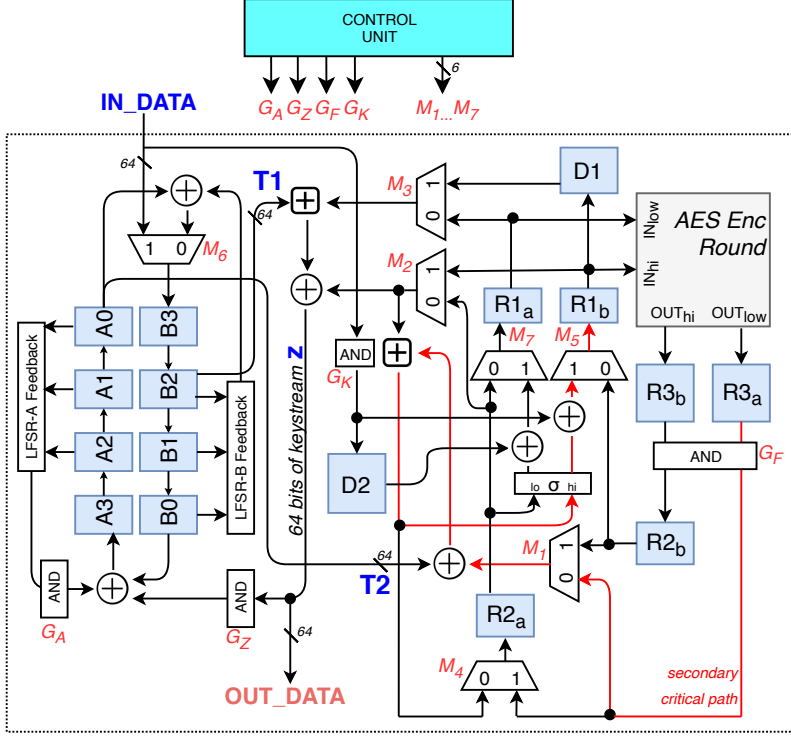 CONTROL
UNIT
6
G_A G_Z G_F G_K M_1...M_7
IN_DATA
64
T1
64
M_3
1
0
D1
IN_low
AES Enc
Round
IN_hi
OUT_hi OUT_low
1 0 M_6
M_2
1
0
R1_a
R1_b
M_7
M_5
A0
B3
LFSR-A Feedback
A1
B2
LFSR-B Feedback
A2
B1
A3
B0
64 bits of keystream z
AND
G_K
0 1
1 0
R3_b
R3_a
AND
G_F
D2
lo σ hi
R2_b
M_1
1
0
64
T2
AND
G_A
AND
G_Z
64
OUT_DATA
R2_a
M_4
0 1
secondary
critical path